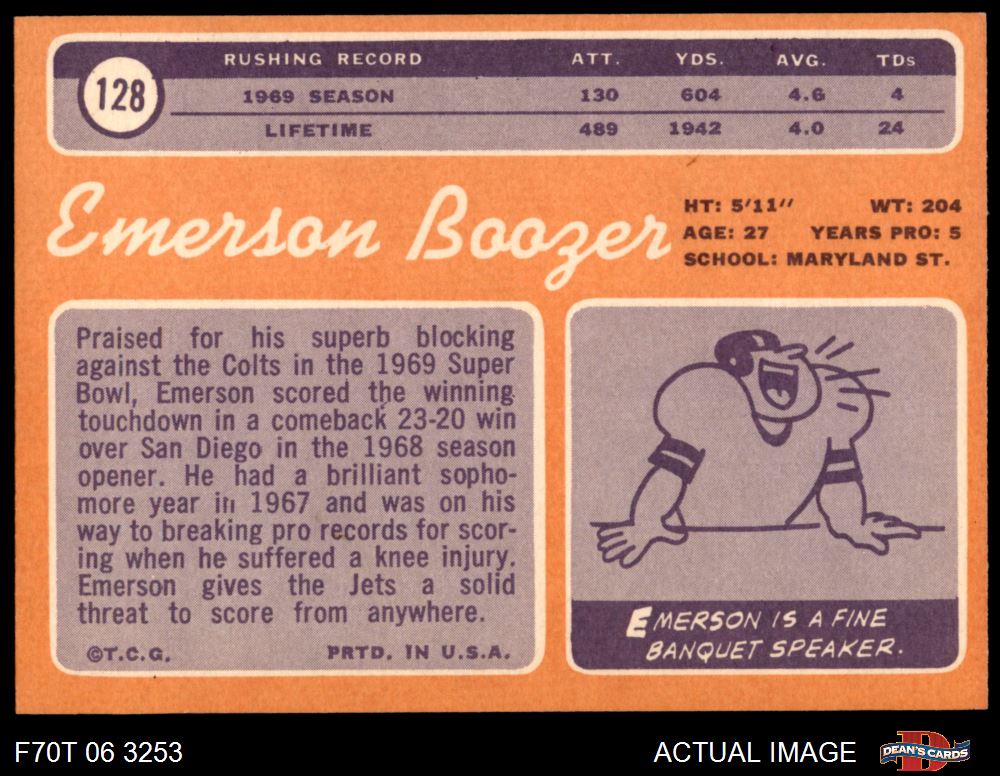 RUSHING RECORD ATT. YDS. AVG. TDs
128
1969 SEASON 130 604 4.6 4
LIFETIME 489 1942 4.0 24
Emerson Boozer
HT: 5'11'' WT: 204
AGE: 27 YEARS PRO: 5
SCHOOL: MARYLAND ST.
Praised for his superb blocking
against the Colts in the 1969 Super
Bowl, Emerson scored the winning
touchdown in a comeback 23-20 win
over San Diego in the 1968 season
opener. He had a brilliant sopho-
more year in 1967 and was on his
way to breaking pro records for scor-
ing when he suffered a knee injury.
Emerson gives the Jets a solid
threat to score from anywhere.
©T.C.G. PRTD. IN U.S.A.
EMERSON IS A FINE
BANQUET SPEAKER.
F70T 06 3253 ACTUAL IMAGE D DEAN'S CARDS